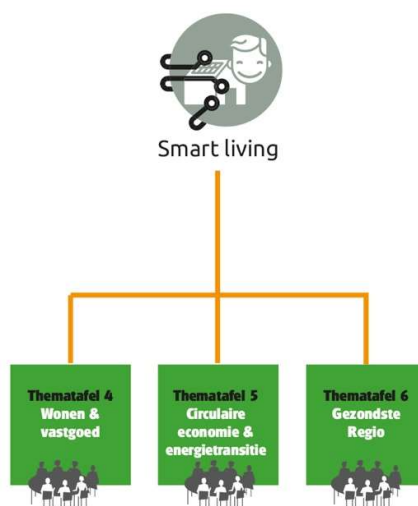 Smart living
Thematafel 4
Wonen &
vastgoed
Thematafel 5
Circulaire
economie &
energietransitie
Thematafel 6
Gezondste
Regio